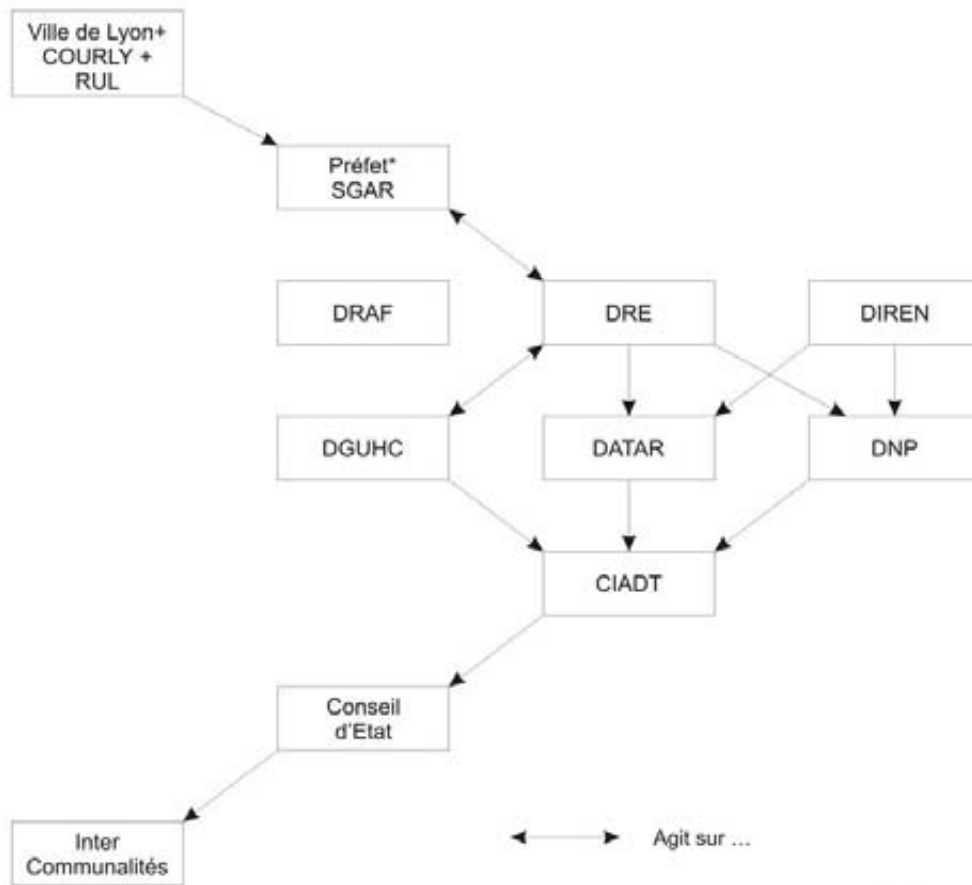 Ville de Lyon+
COURLY +
RUL
Préfet*
SGAR
DRAF
DRE
DIREN
DGUHC
DATAR
DNP
CIADT
Conseil
d'Etat
Inter
Communalités
Agit sur ...